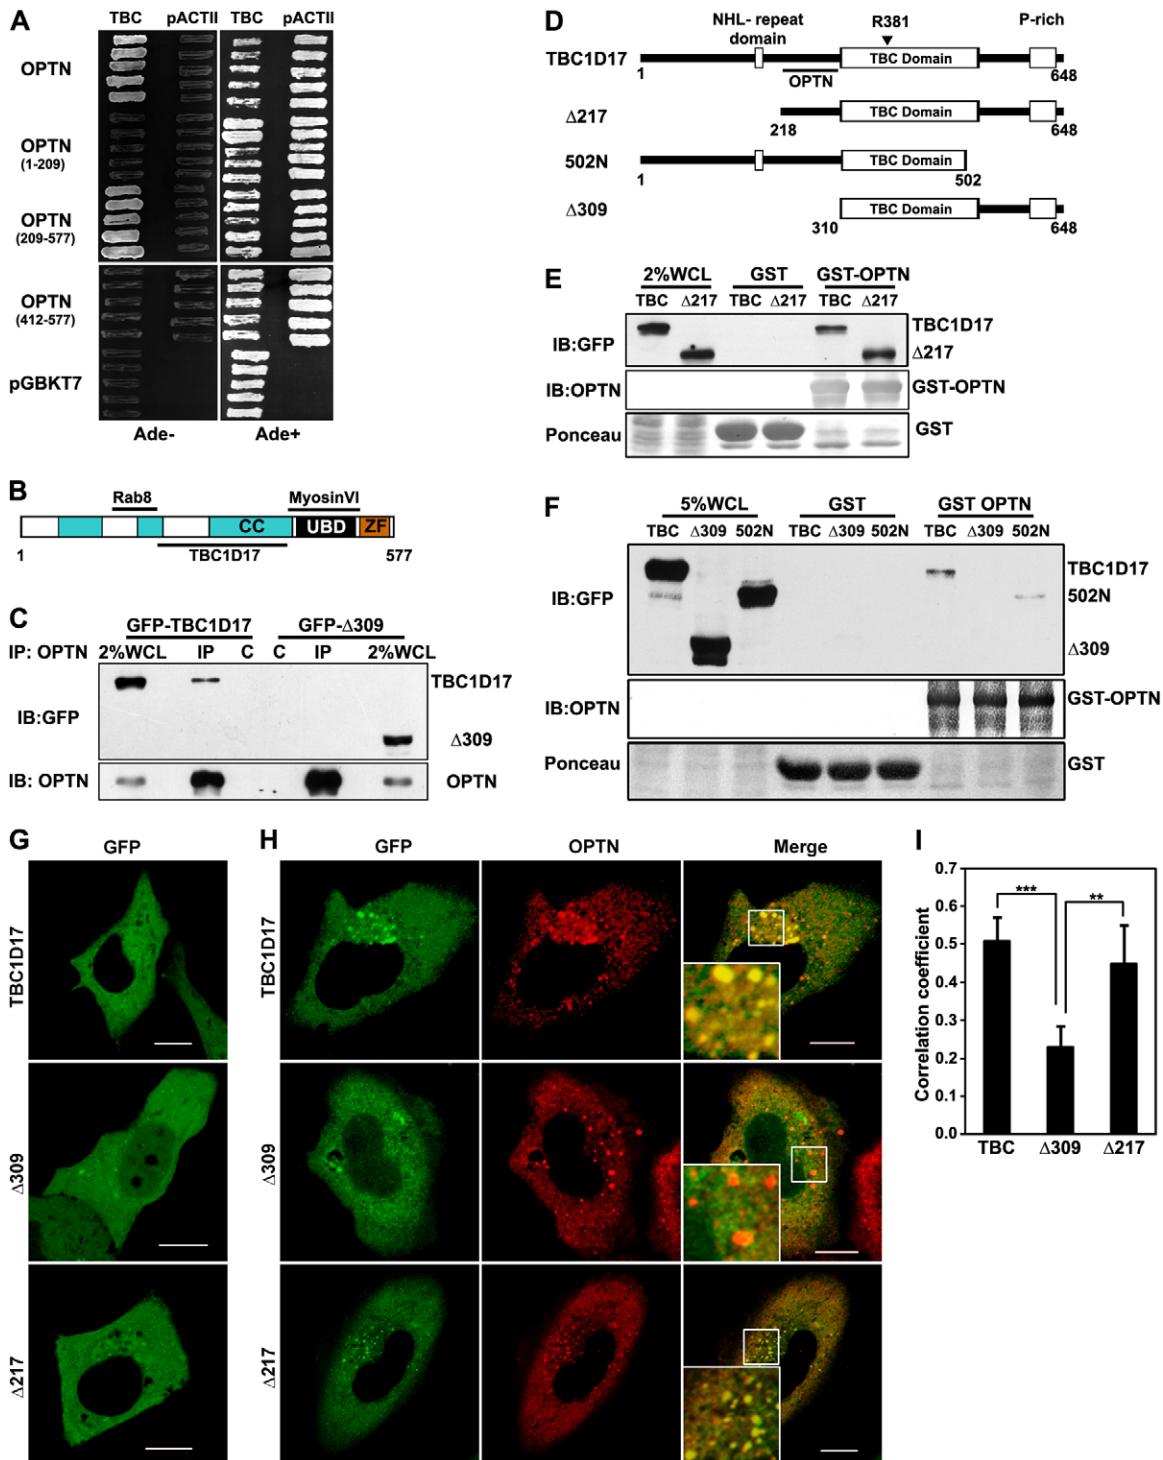 A
TBC pACTII TBC pACTII
OPTN
OPTN
(1-209)
OPTN
(209-577)
OPTN
(412-577)
pGBKT7
Ade- Ade+
B
Rab8 MyosinVI
CC UBD ZF
1 TBC1D17 577
C
GFP-TBC1D17 GFP-Δ309
IP: OPTN 2%WCL IP C C IP 2%WCL
TBC1D17
IB:GFP
Δ309
IB: OPTN OPTN
D
NHL- repeat domain R381 P-rich
TBC1D17 TBC Domain
1 OPTN 648
Δ217 TBC Domain
218 648
502N TBC Domain
1 502
Δ309 TBC Domain
310 648
E
2%WCL GST GST-OPTN
TBC Δ217 TBC Δ217 TBC Δ217
TBC1D17
IB:GFP Δ217
IB:OPTN GST-OPTN
Ponceau GST
F
5%WCL GST GST OPTN
TBC Δ309 502N TBC Δ309 502N TBC Δ309 502N
TBC1D17
IB:GFP 502N
Δ309
IB:OPTN GST-OPTN
Ponceau GST
G
GFP
TBC1D17
Δ309
Δ217
H
GFP OPTN Merge
TBC1D17
Δ309
Δ217
I
Correlation coefficient
0.7
0.6
0.5
0.4
0.3
0.2
0.1
0.0
*** **
TBC Δ309 Δ217